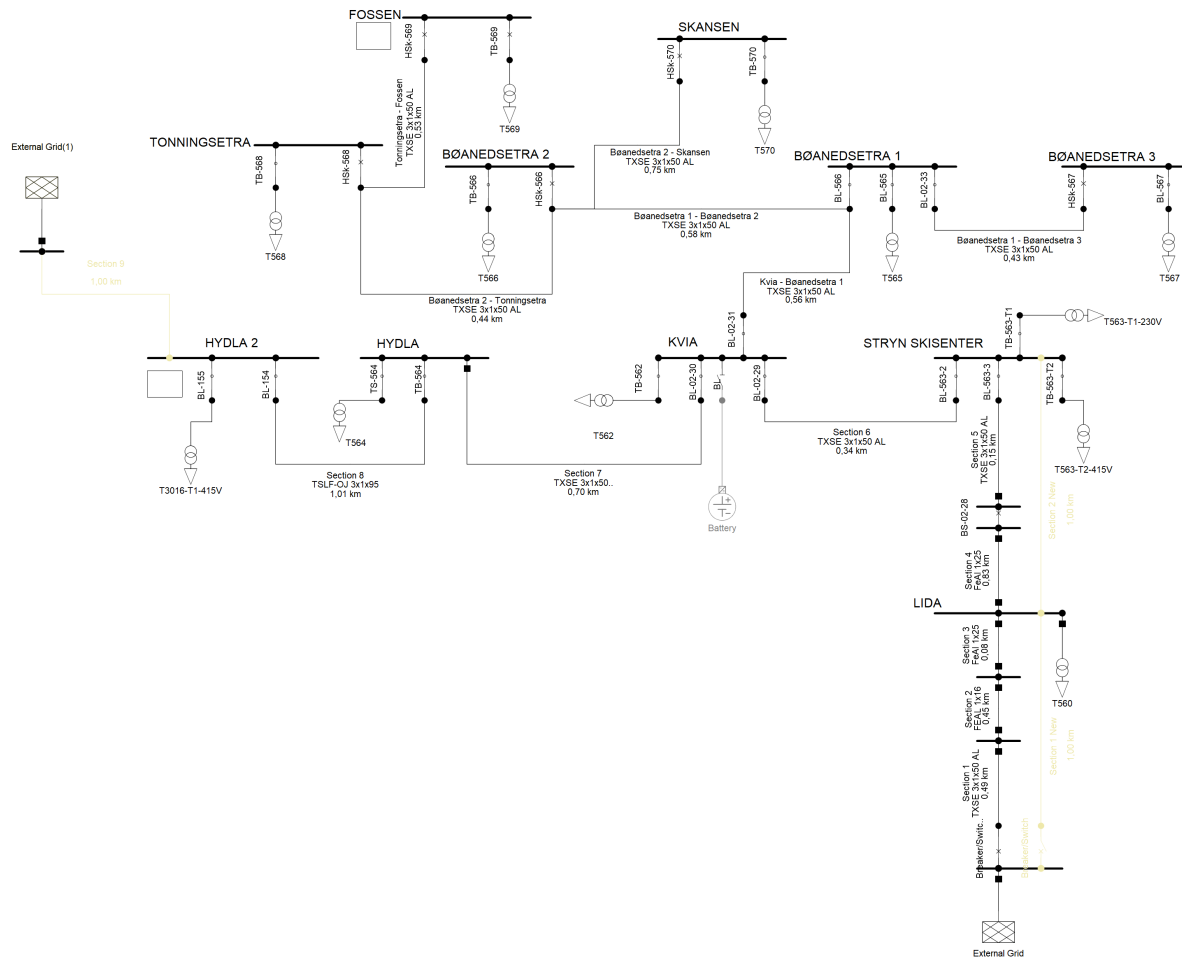 FOSSEN
HSk-569
TB-569
T569
SKANSEN
HSk-570
TB-570
T570
Tonningsetra - Fossen
TXSE 3x1x50 AL
0,53 km
TONNINGSETRA
TB-568
HSk-568
T568
BØANEDSETRA 2
TB-566
HSk-566
T566
Bøanedsetra 2 - Skansen
TXSE 3x1x50 AL
0,75 km
BØANEDSETRA 1
BL-566
BL-565
BL-02-33
T565
BØANEDSETRA 3
HSk-567
BL-567
T567
External Grid(1)
Bøanedsetra 1 - Bøanedsetra 2
TXSE 3x1x50 AL
0,58 km
Bøanedsetra 1 - Bøanedsetra 3
TXSE 3x1x50 AL
0,43 km
Section 9
1,00 km
Bøanedsetra 2 - Tonningsetra
TXSE 3x1x50 AL
0,44 km
Kvia - Bøanedsetra 1
TXSE 3x1x50 AL
0,56 km
BL-02-31
TB-563-T1
T563-T1-230V
HYDLA 2
BL-155
BL-154
T3016-T1-415V
HYDLA
TS-564
TB-564
T564
KVIA
TB-562
BL-02-30
BL-
BL-02-29
T562
STRYN SKISENTER
BL-563-2
BL-563-3
TB-563-T2
T563-T2-415V
Section 6
TXSE 3x1x50 AL
0,34 km
Section 8
TSLF-OJ 3x1x95
1,01 km
Section 7
TXSE 3x1x50..
0,70 km
Battery
Section 5
TXSE 3x1x50 AL
0,15 km
Section 2 New
1,00 km
BS-02-28
Section 4
FeAl 1x25
0,83 km
LIDA
Section 3
FeAl 1x25
0,08 km
T560
Section 2
FEAL 1x16
0,45 km
Section 1 New
1,00 km
Section 1
TXSE 3x1x50 AL
0,49 km
Breaker/Switc..
Breaker/Switch
External Grid